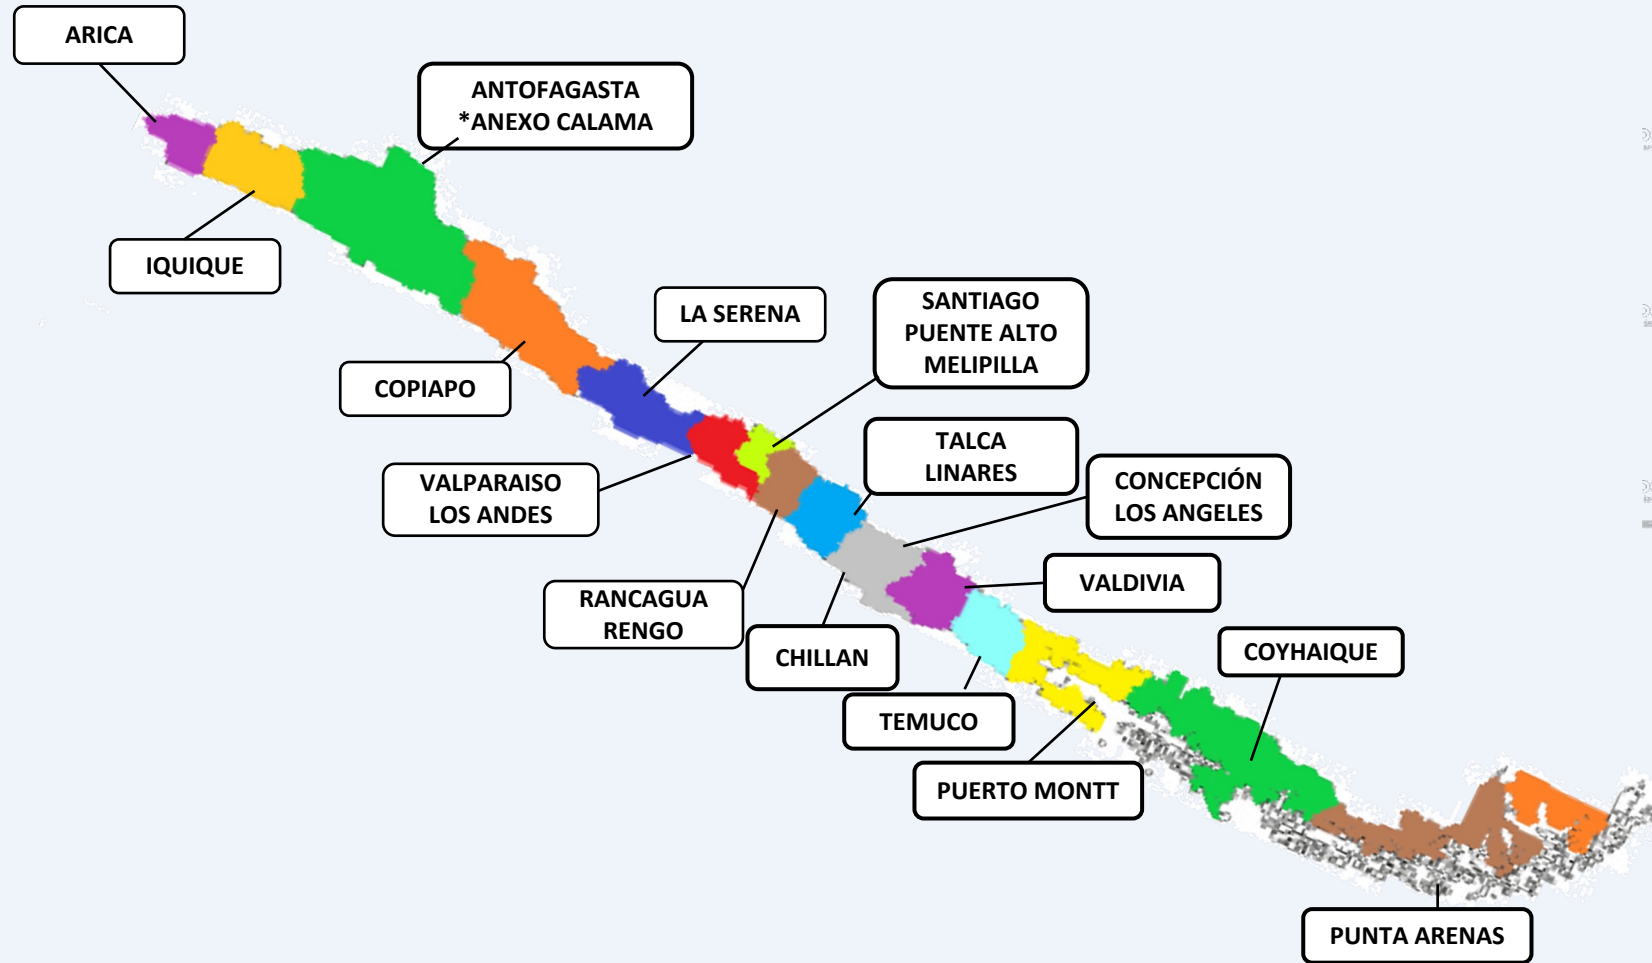 ARICA
ANTOFAGASTA
*ANEXO CALAMA
IQUIQUE
LA SERENA
SANTIAGO
PUENTE ALTO
MELIPILLA
COPIAPO
TALCA
LINARES
VALPARAISO
LOS ANDES
CONCEPCIÓN
LOS ANGELES
VALDIVIA
RANCAGUA
RENGO
CHILLAN
COYHAIQUE
TEMUCO
PUERTO MONTT
PUNTA ARENAS